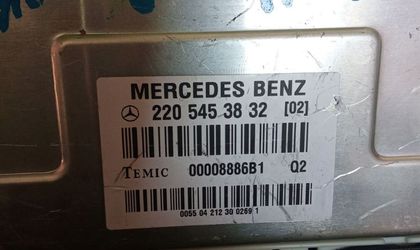 MERCEDES BENZ
220 545 38 32 [02]
TEMIC 00008886B1 Q2
0055 04 212 30 0269 1